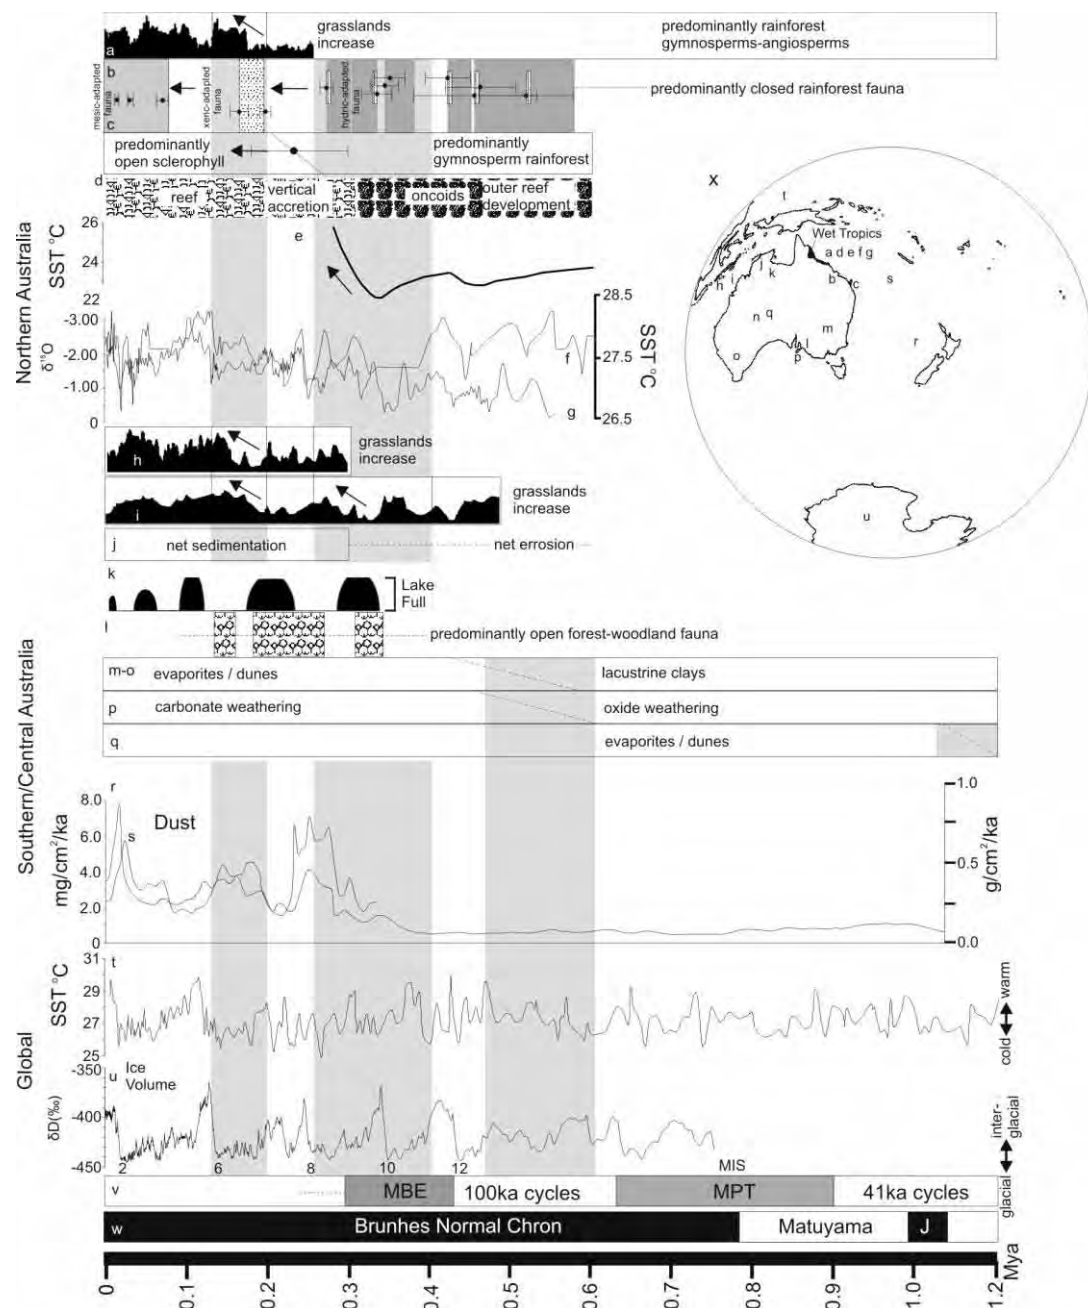 a
grasslands
increase
predominantly rainforest
gymnosperms-angiosperms
b
mesic-adapted
fauna
xeric-adapted
fauna
hydric-adapted
fauna
predominantly closed rainforest fauna
c
predominantly
open sclerophyll
predominantly
gymnosperm rainforest
d
reef
vertical
accretion
oncoids
outer reef
development
Northern Australia
SST °C
26
24
22
e
δ¹⁸O
-3.00
-2.00
-1.00
0
f
g
28.5
27.5
26.5
SST °C
h
grasslands
increase
i
grasslands
increase
j
net sedimentation
net errosion
k
Lake
Full
l
predominantly open forest-woodland fauna
Southern/Central Australia
m-o
evaporites / dunes
lacustrine clays
p
carbonate weathering
oxide weathering
q
evaporites / dunes
r
s
Dust
mg/cm²/ka
8.0
6.0
4.0
2.0
0
g/cm²/ka
1.0
0.5
0.0
Global
t
SST °C
31
29
27
25
cold
warm
u
Ice
Volume
δD(‰)
-350
-400
-450
2
6
8
10
12
MIS
glacial
inter-
glacial
v
MBE
100ka cycles
MPT
41ka cycles
w
Brunhes Normal Chron
Matuyama
J
Mya
0
0.1
0.2
0.3
0.4
0.5
0.6
0.7
0.8
0.9
1.0
1.2
x
t
Wet Tropics
a d e f g
h
i
j
k
b
c
s
n
q
m
o
p
l
r
u